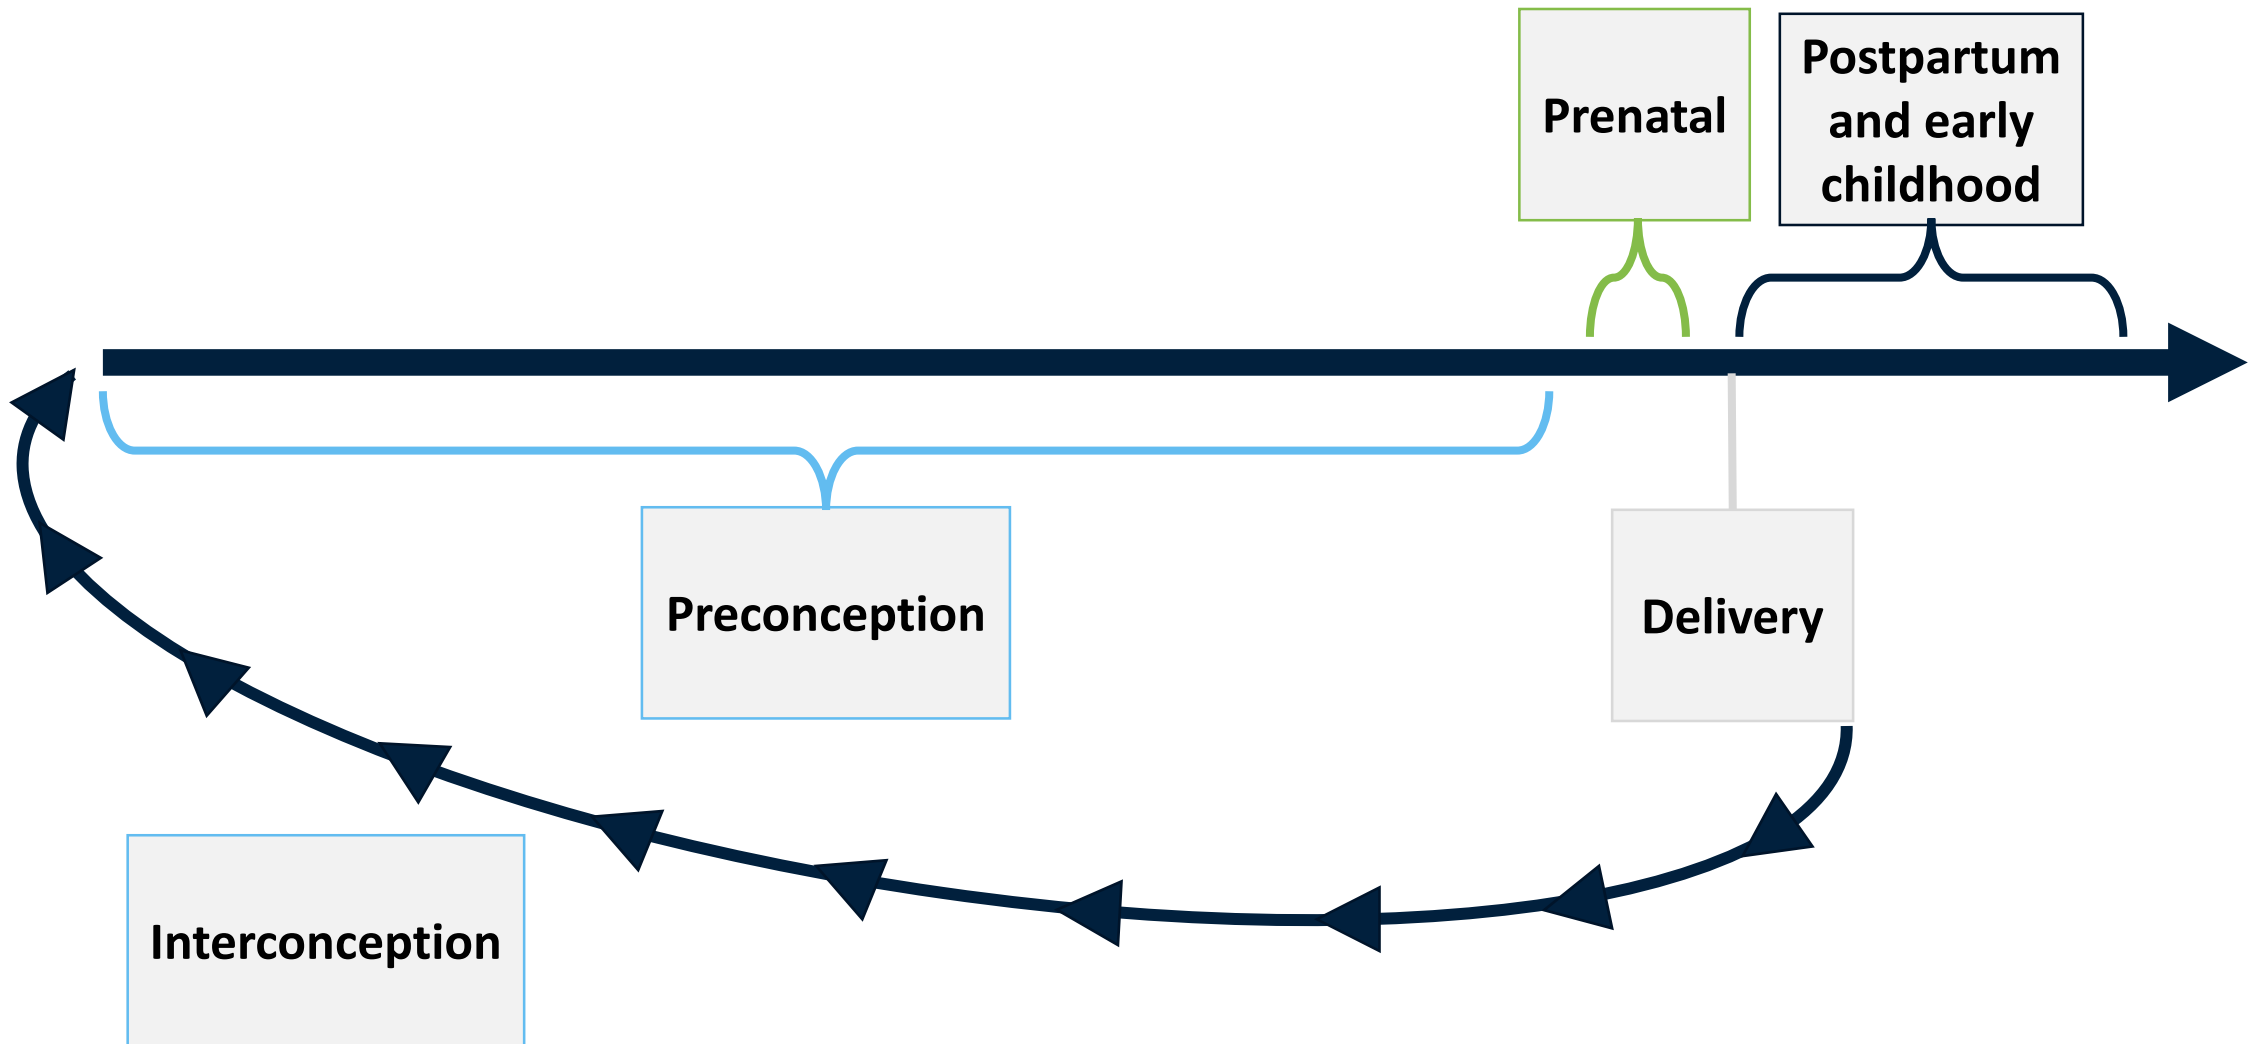 Prenatal
Postpartum
and early
childhood
Preconception
Delivery
Interconception